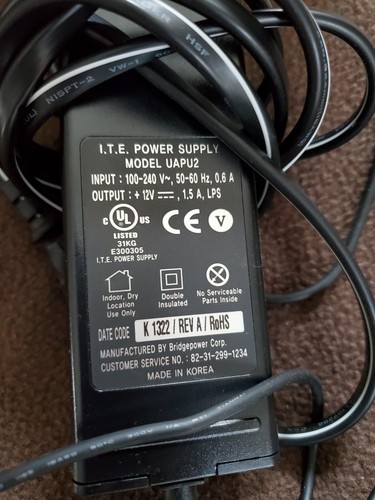 HSF
NISPT-2 VW-1
I.T.E. POWER SUPPLY
MODEL UAPU2
INPUT : 100-240 V~, 50-60 Hz, 0.6 A
OUTPUT : + 12V ⎓, 1.5 A, LPS
C UL US
LISTED
31KG
E300305
I.T.E. POWER SUPPLY
CE
V
Indoor, Dry
Location
Use Only
Double
Insulated
No Serviceable
Parts Inside
DATE CODE K 1322 / REV A / RoHS
MANUFACTURED BY Bridgepower Corp.
CUSTOMER SERVICE NO. : 82-31-299-1234
MADE IN KOREA